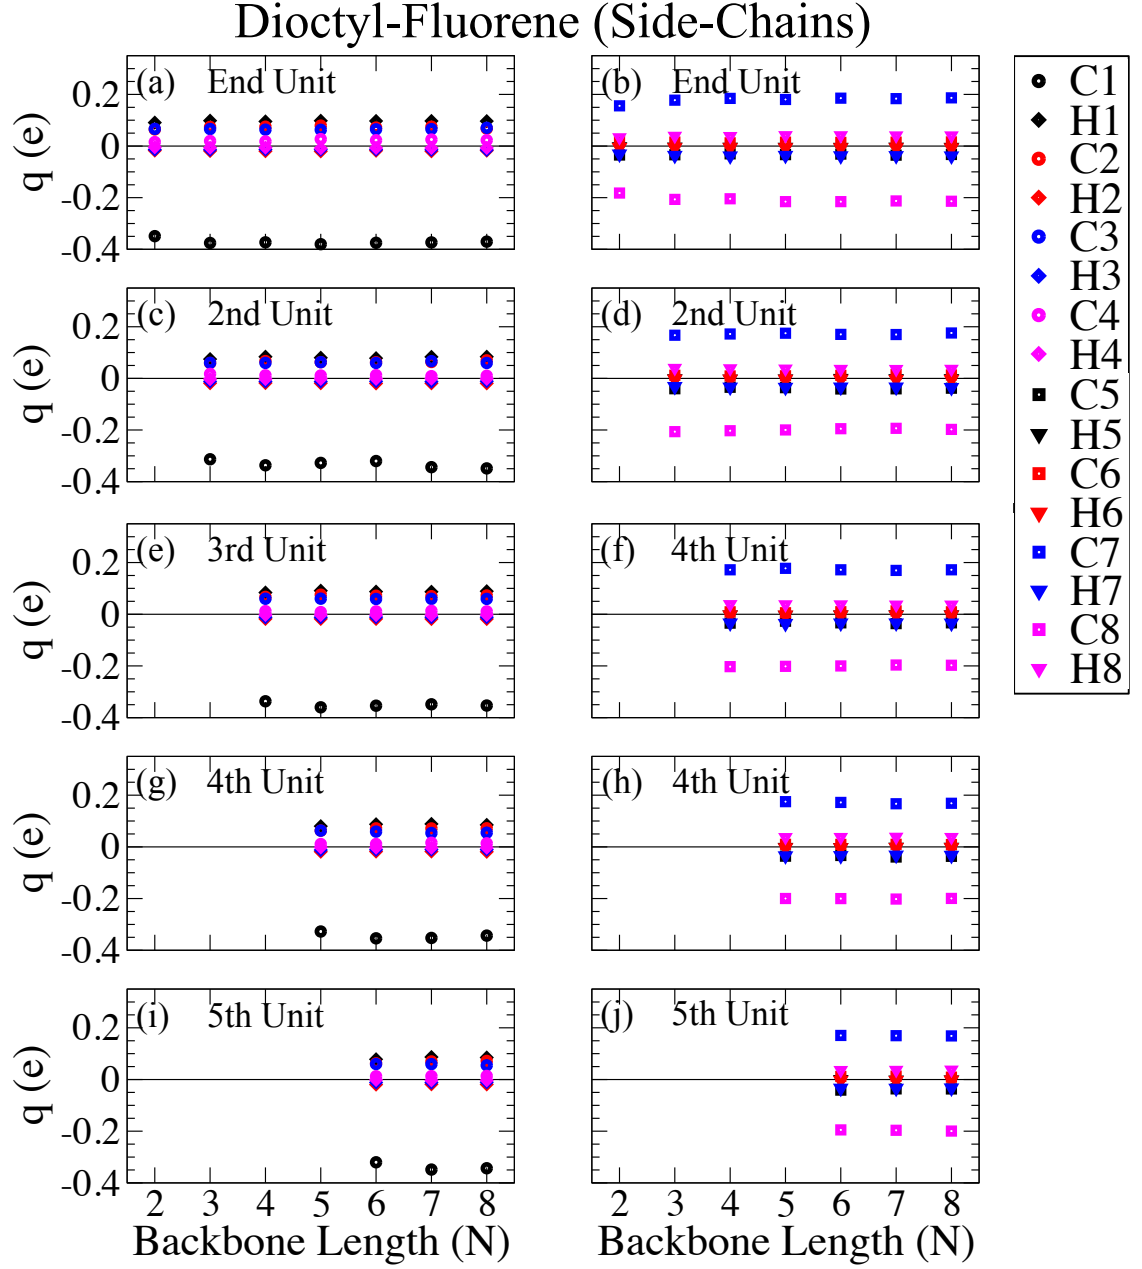 Dioctyl-Fluorene (Side-Chains)
(a) End Unit
0.2
0
-0.2
-0.4
q (e)
(b) End Unit
(c) 2nd Unit
0.2
0
-0.2
-0.4
q (e)
(d) 2nd Unit
(e) 3rd Unit
0.2
0
-0.2
-0.4
q (e)
(f) 4th Unit
(g) 4th Unit
0.2
0
-0.2
-0.4
q (e)
(h) 4th Unit
(i) 5th Unit
0.2
0
-0.2
-0.4
q (e)
(j) 5th Unit
2 3 4 5 6 7 8
Backbone Length (N)
2 3 4 5 6 7 8
Backbone Length (N)
C1
H1
C2
H2
C3
H3
C4
H4
C5
H5
C6
H6
C7
H7
C8
H8